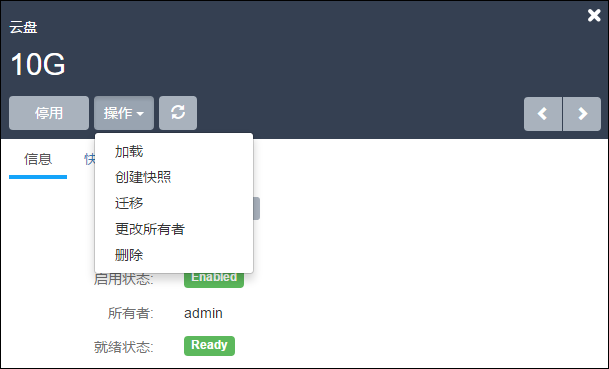 云盘
10G
停用 操作
加载
信息 快
创建快照
迁移
更改所有者
删除
启用状态: Enabled
所有者: admin
就绪状态: Ready